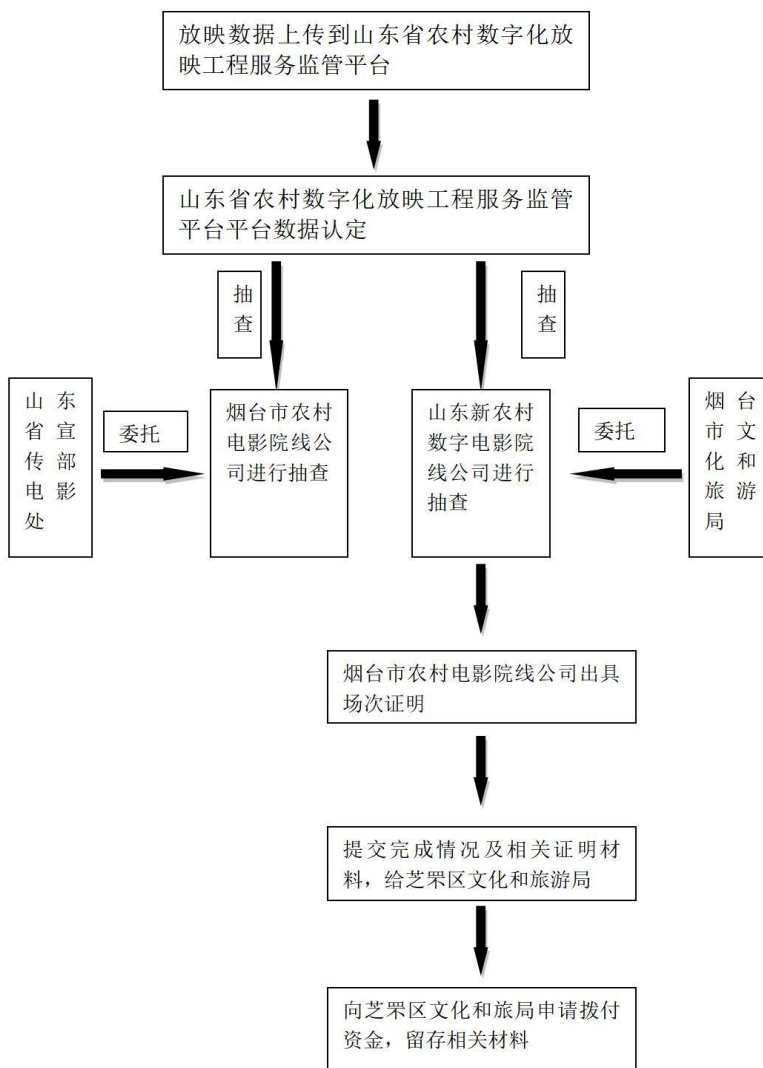 放映数据上传到山东省农村数字化放
映工程服务监管平台
山东省农村数字化放映工程服务监管
平台平台数据认定
抽
查
抽
查
山东
省宣
传部
电影
处
委托
烟台市农村
电影院线公
司进行抽查
山东新农村
数字电影院
线公司进行
抽查
委托
烟台
市文
化和
旅游
局
烟台市农村电影院线公司出具
场次证明
提交完成情况及相关证明材
料，给芝罘区文化和旅游局
向芝罘区文化和旅局申请拨付
资金，留存相关材料